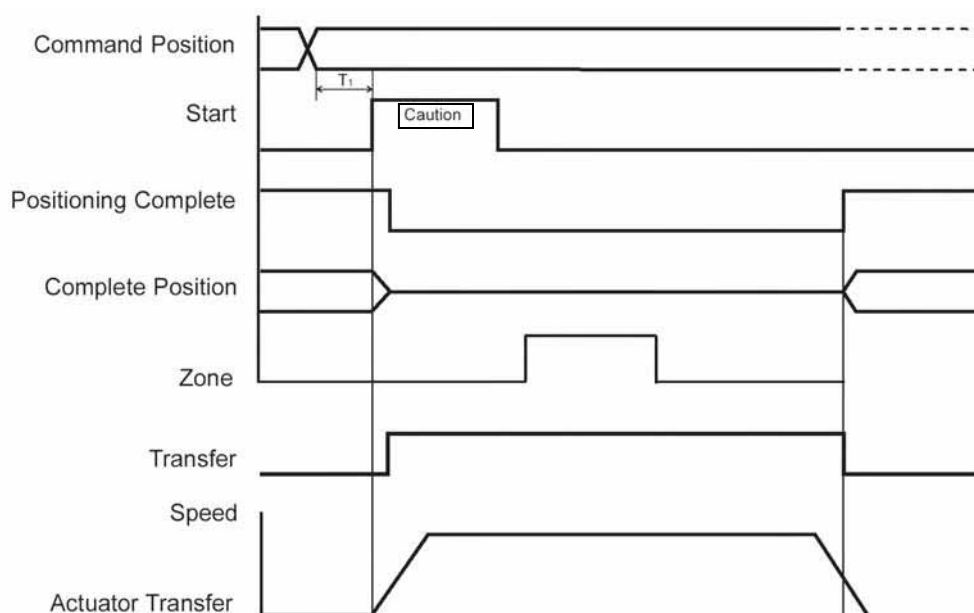 Command Position
T₁
Start
Caution
Positioning Complete
Complete Position
Zone
Transfer
Speed
Actuator Transfer